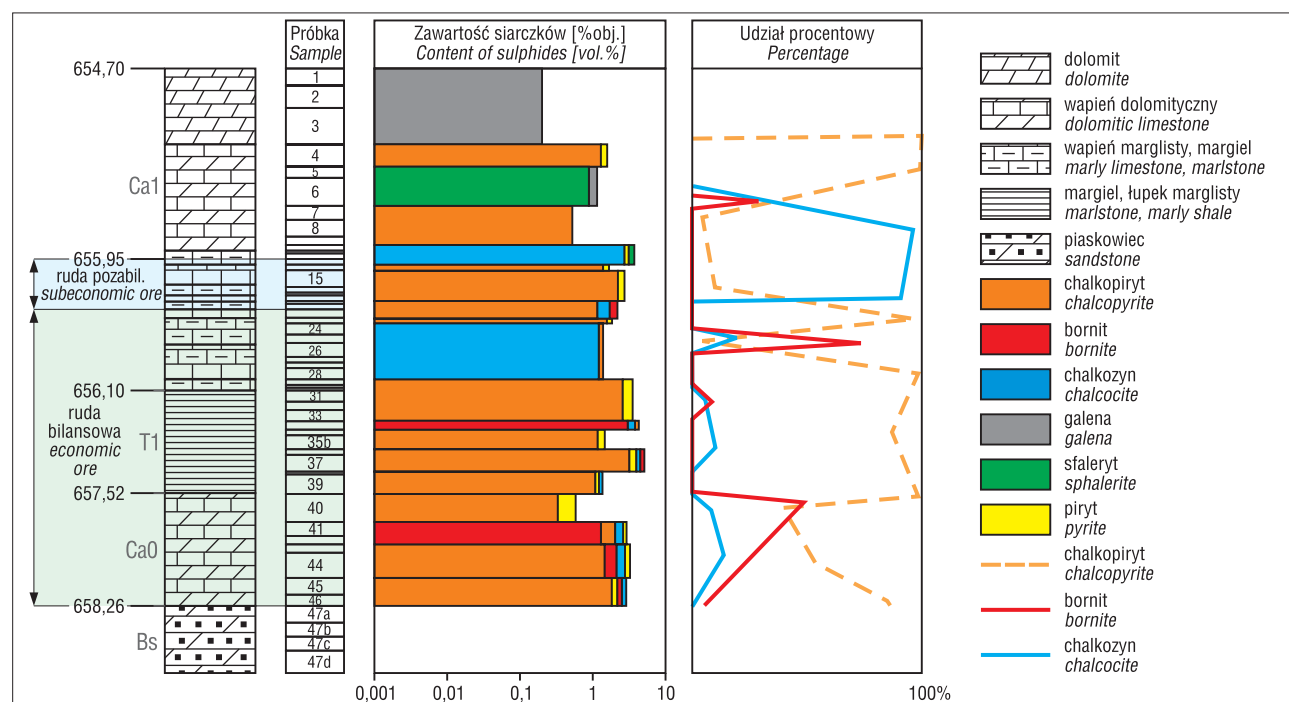 Próbka
Sample
Zawartość siarczków [%obj.]
Content of sulphides [vol.%]
Udział procentowy
Percentage
654,70
655,95
656,10
657,52
658,26
Ca1
T1
Ca0
Bs
ruda pozabil.
subeconomic ore
ruda
bilansowa
economic
ore
1
2
3
4
5
6
7
8
15
24
26
28
31
33
35b
37
39
40
41
44
45
46
47a
47b
47c
47d
0,001
0,01
0,1
1
10
100%
dolomit
dolomite
wapień dolomityczny
dolomitic limestone
wapień marglisty, margiel
marly limestone, marlstone
margiel, łupek marglisty
marlstone, marly shale
piaskowiec
sandstone
chalkopiryt
chalcopyrite
bornit
bornite
chalkozyn
chalcocite
galena
galena
sfaleryt
sphalerite
piryt
pyrite
chalkopiryt
chalcopyrite
bornit
bornite
chalkozyn
chalcocite